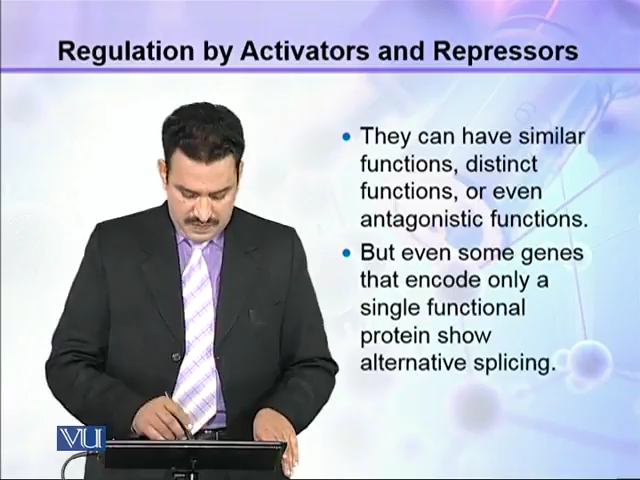 Regulation by Activators and Repressors
• They can have similar
functions, distinct
functions, or even
antagonistic functions.
• But even some genes
that encode only a
single functional
protein show
alternative splicing.
VU